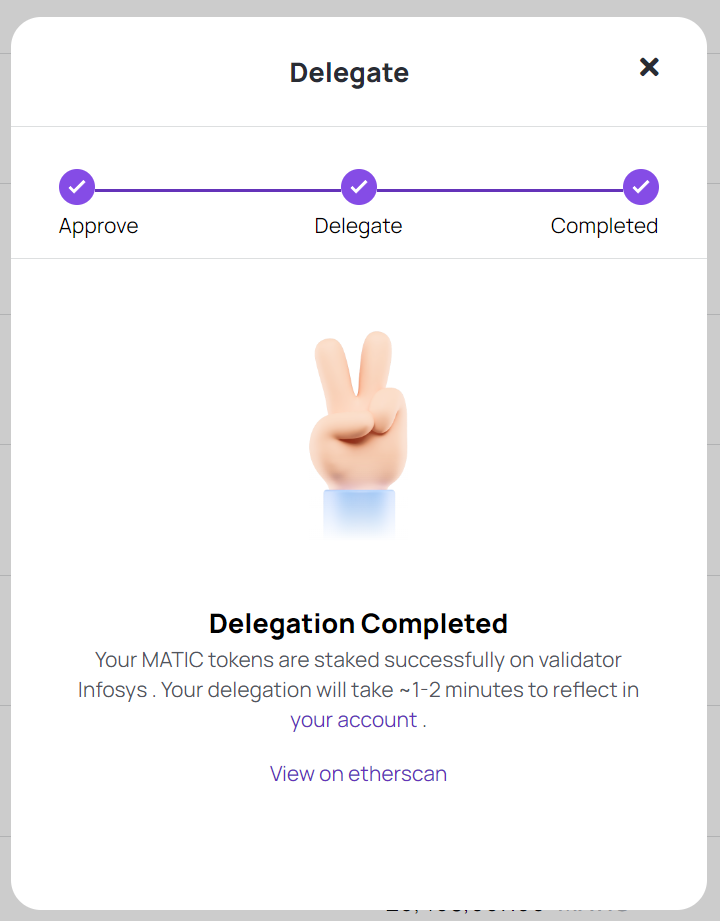 Delegate
Approve
Delegate
Completed
Delegation Completed
Your MATIC tokens are staked successfully on validator
Infosys . Your delegation will take ~1-2 minutes to reflect in
your account .
View on etherscan